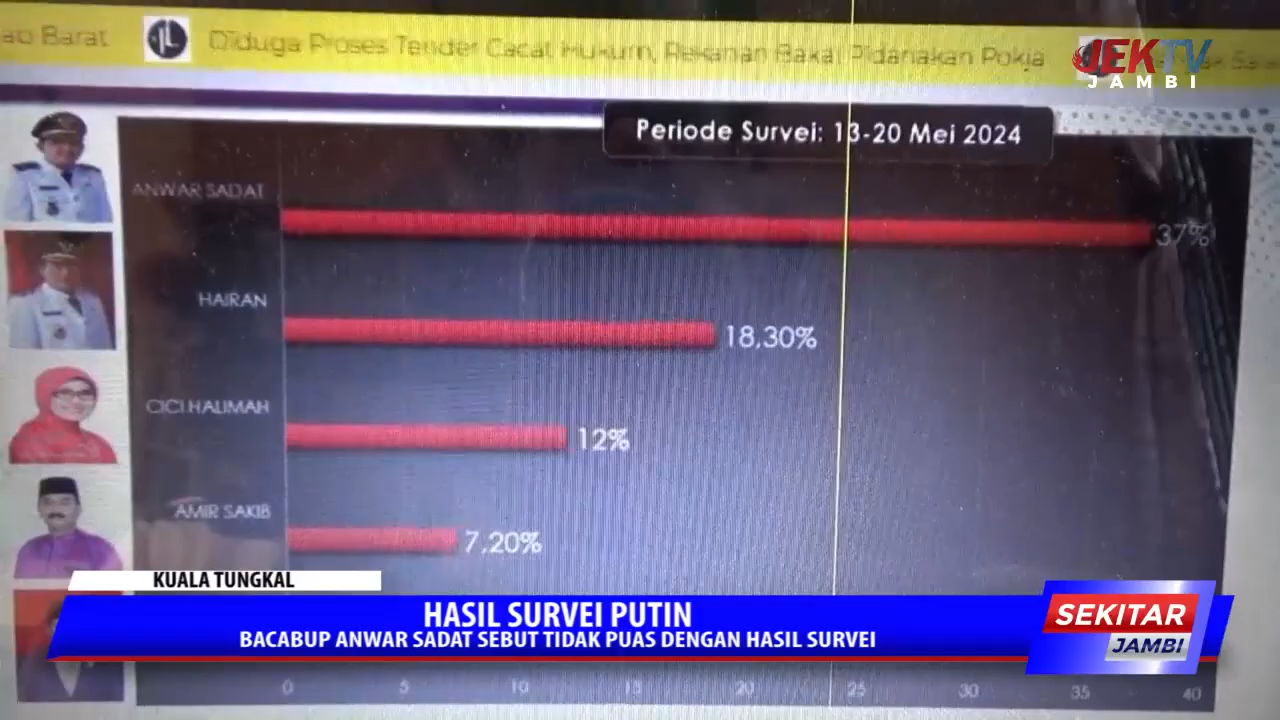 Barat
JL
Diduga Proses Tender Cacat Hukum, Rekanan Bakal Pidanakan Pokja
JEKTV
JAMBI
Periode Survei: 13-20 Mei 2024
ANWAR SADAT
37%
HAIRAN
18,30%
CICI HALIMAH
12%
AMIR SAKIB
7,20%
KUALA TUNGKAL
HASIL SURVEI PUTIN
BACABUP ANWAR SADAT SEBUT TIDAK PUAS DENGAN HASIL SURVEI
SEKITAR
JAMBI
0 5 10 15 20 25 30 35 40